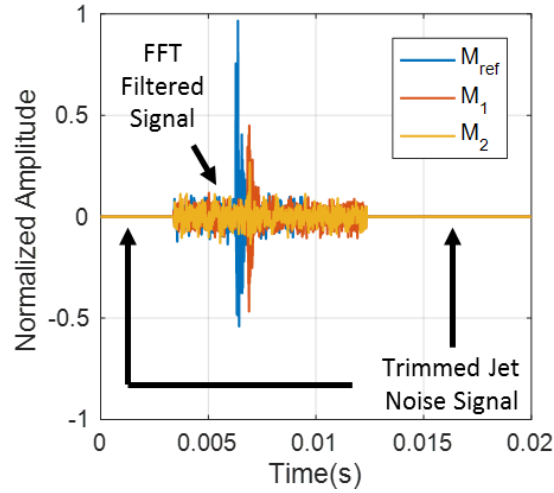 FFT
Filtered
Signal
M_ref
M_1
M_2
Normalized Amplitude
1
0.5
0
-0.5
-1
Trimmed Jet
Noise Signal
0
0.005
0.01
0.015
0.02
Time(s)